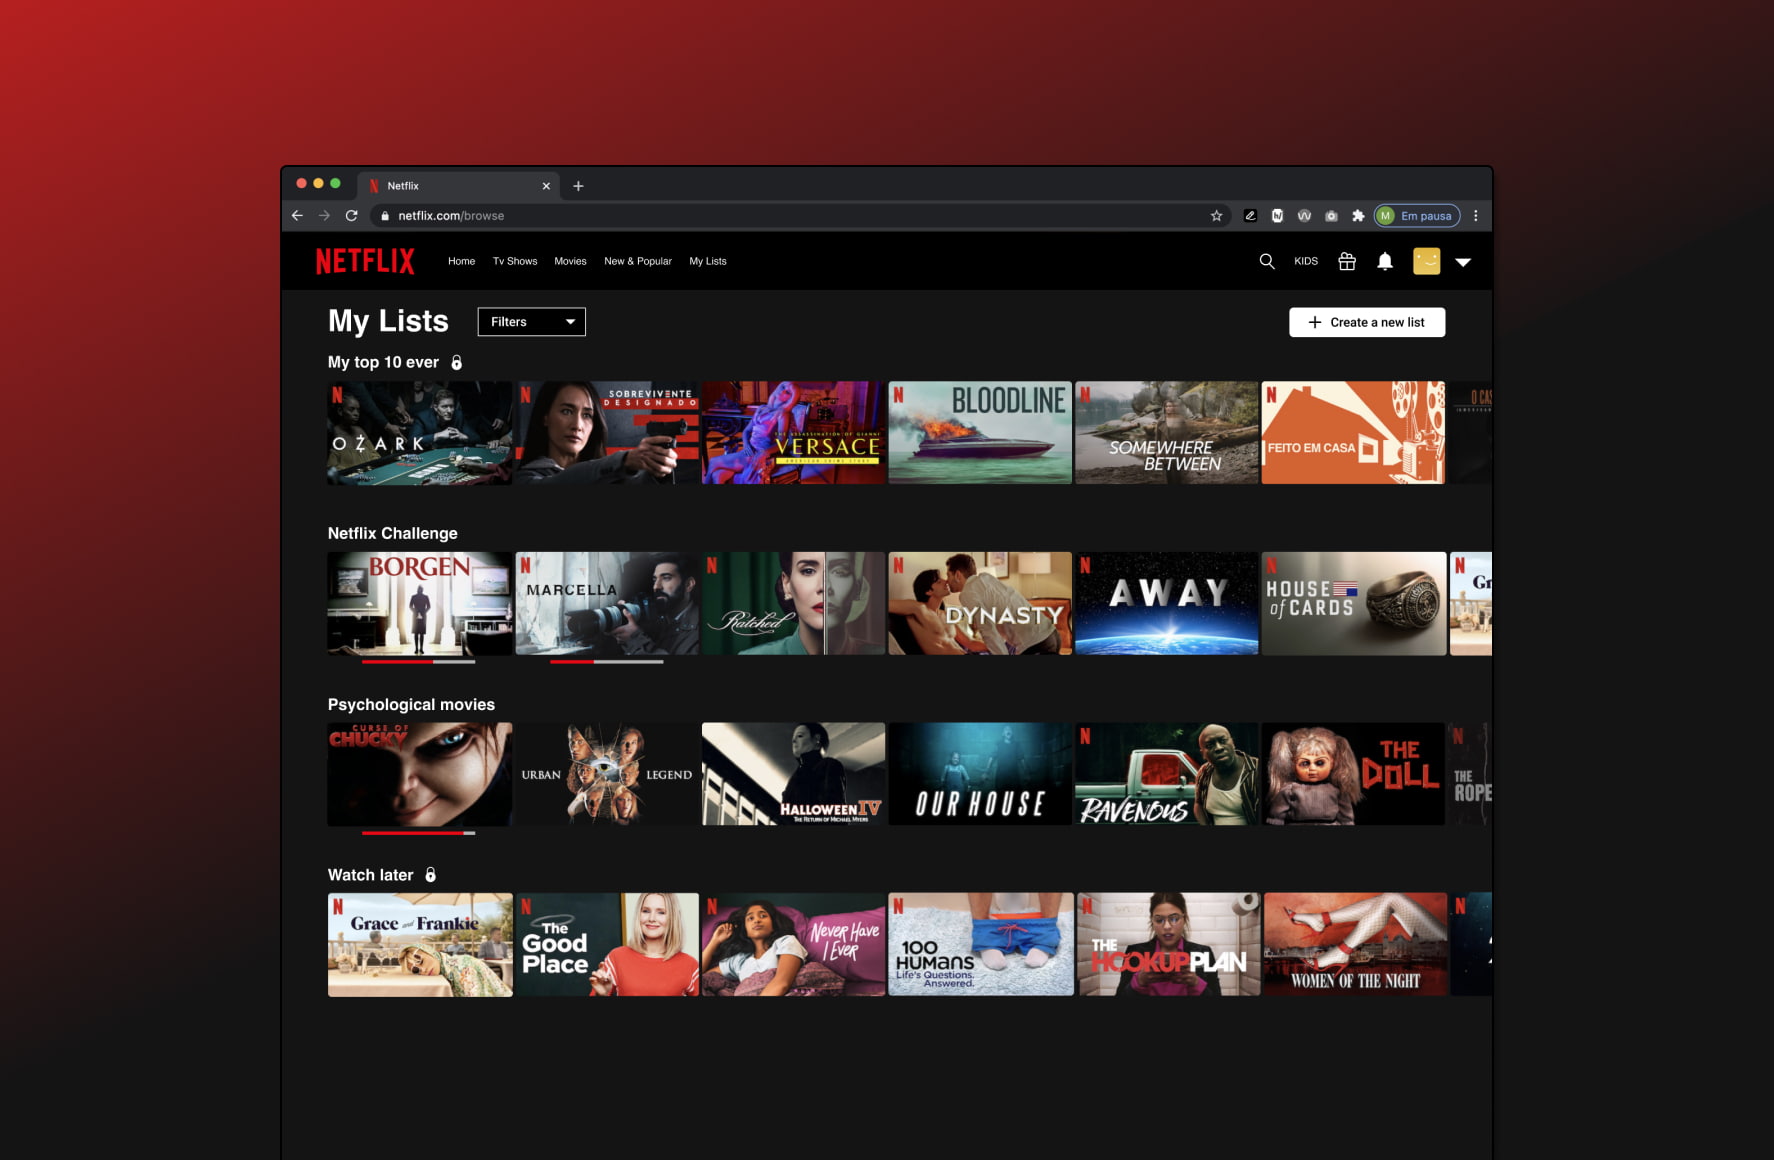 Netflix
netflix.com/browse
M Em pausa
NETFLIX
Home Tv Shows Movies New & Popular My Lists
KIDS
My Lists
Filters
Create a new list
My top 10 ever
N
OZARK
N
SOBREVIVENTE
DESIGNADO
THE ASSASSINATION OF GIANNI
VERSACE
AMERICAN CRIME STORY
N
BLOODLINE
N
SOMEWHERE
BETWEEN
N
FEITO EM CASA
O CAS
Netflix Challenge
BORGEN
N
MARCELLA
N
Ratched
N
DYNASTY
N
AWAY
N
HOUSE
of CARDS
N
Gr
Psychological movies
CURSE OF
CHUCKY
URBAN LEGEND
HALLOWEEN IV
THE RETURN OF MICHAEL MYERS
OUR HOUSE
N
RAVENOUS
THE
DOLL
N
THE
ROPE
Watch later
N
Grace and Frankie
N
The
Good
Place
N
Never Have
I Ever
N
100
HUMANS
Life's Questions.
Answered.
N
THE
HOOKUP PLAN
WOMEN OF THE NIGHT
N